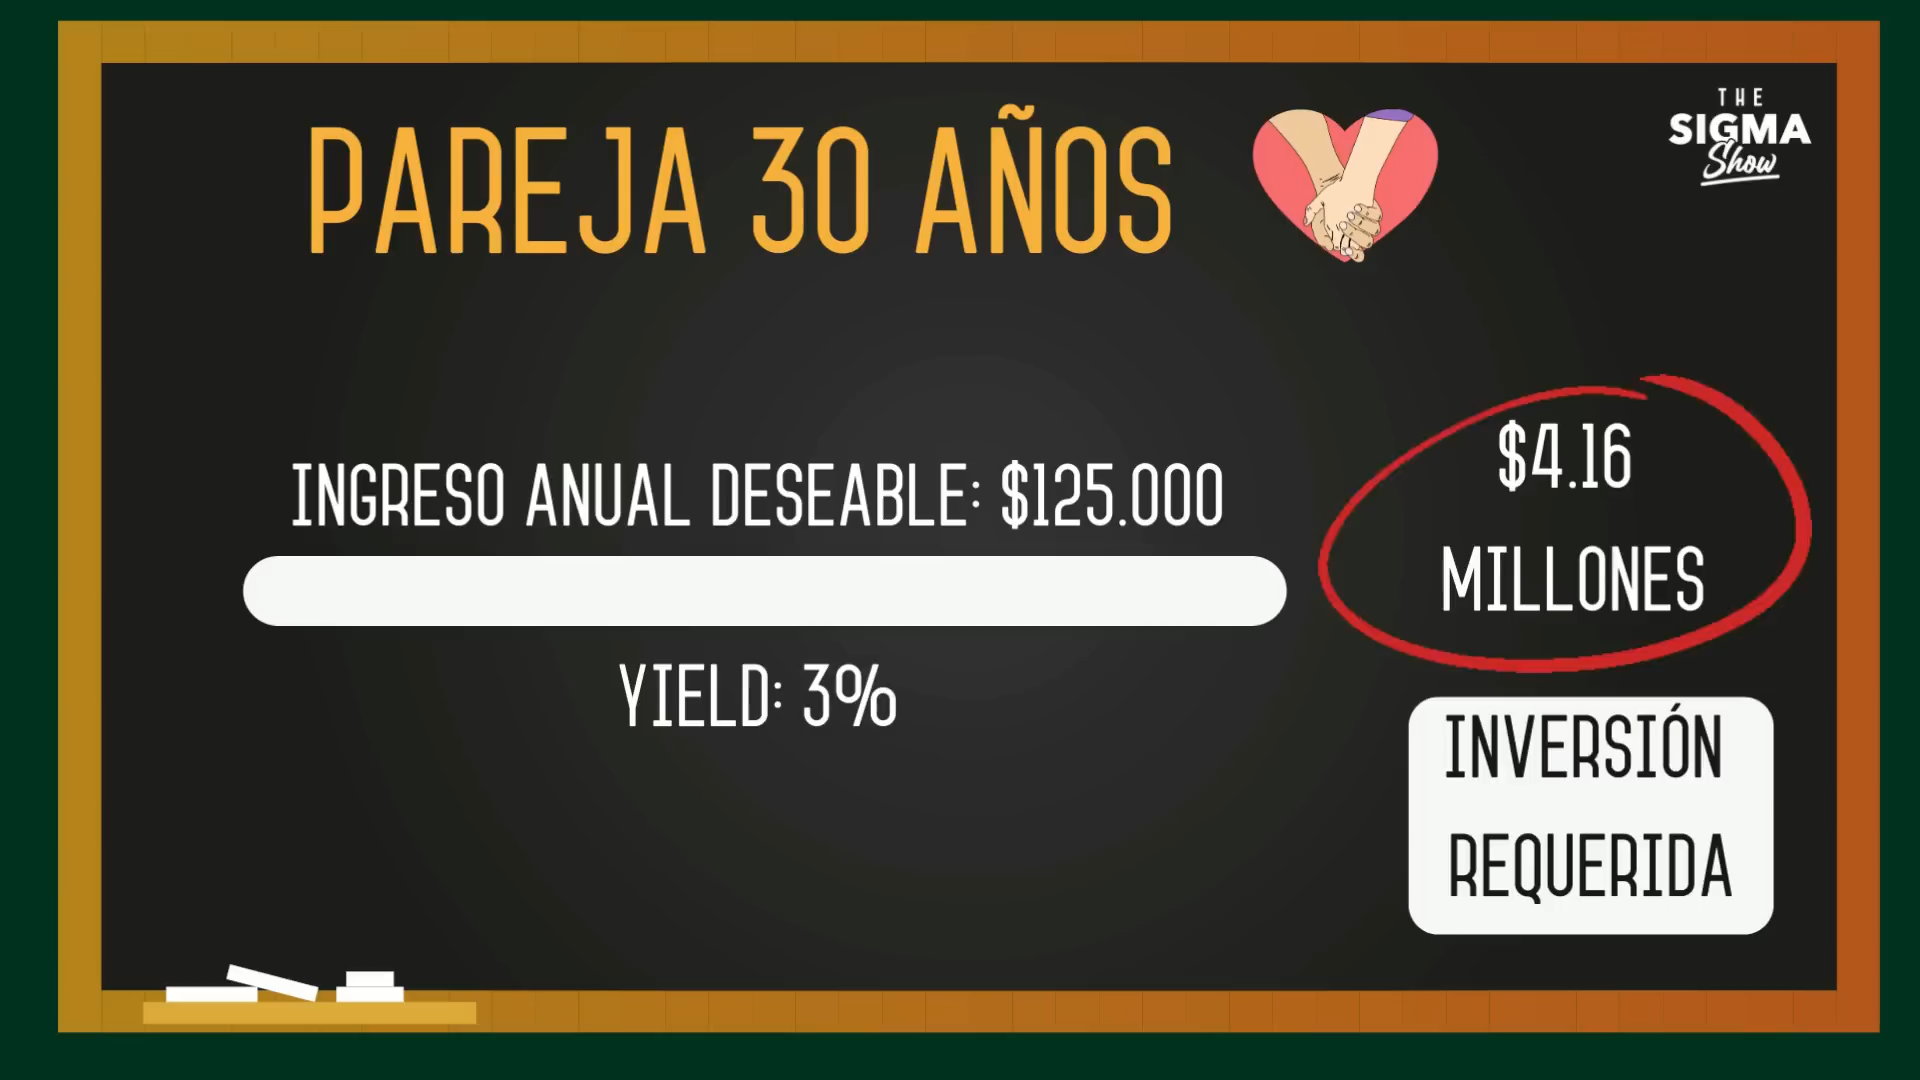 PAREJA 30 AÑOS
THE
SIGMA
Show
INGRESO ANUAL DESEABLE: $125.000
YIELD: 3%
$4.16
MILLONES
INVERSIÓN
REQUERIDA